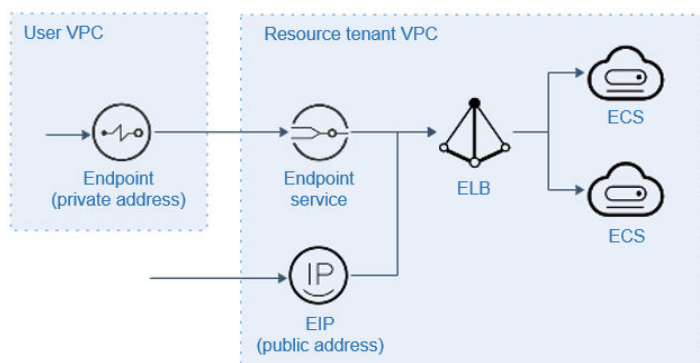 User VPC
Resource tenant VPC
Endpoint
(private address)
Endpoint
service
ELB
ECS
ECS
IP
EIP
(public address)